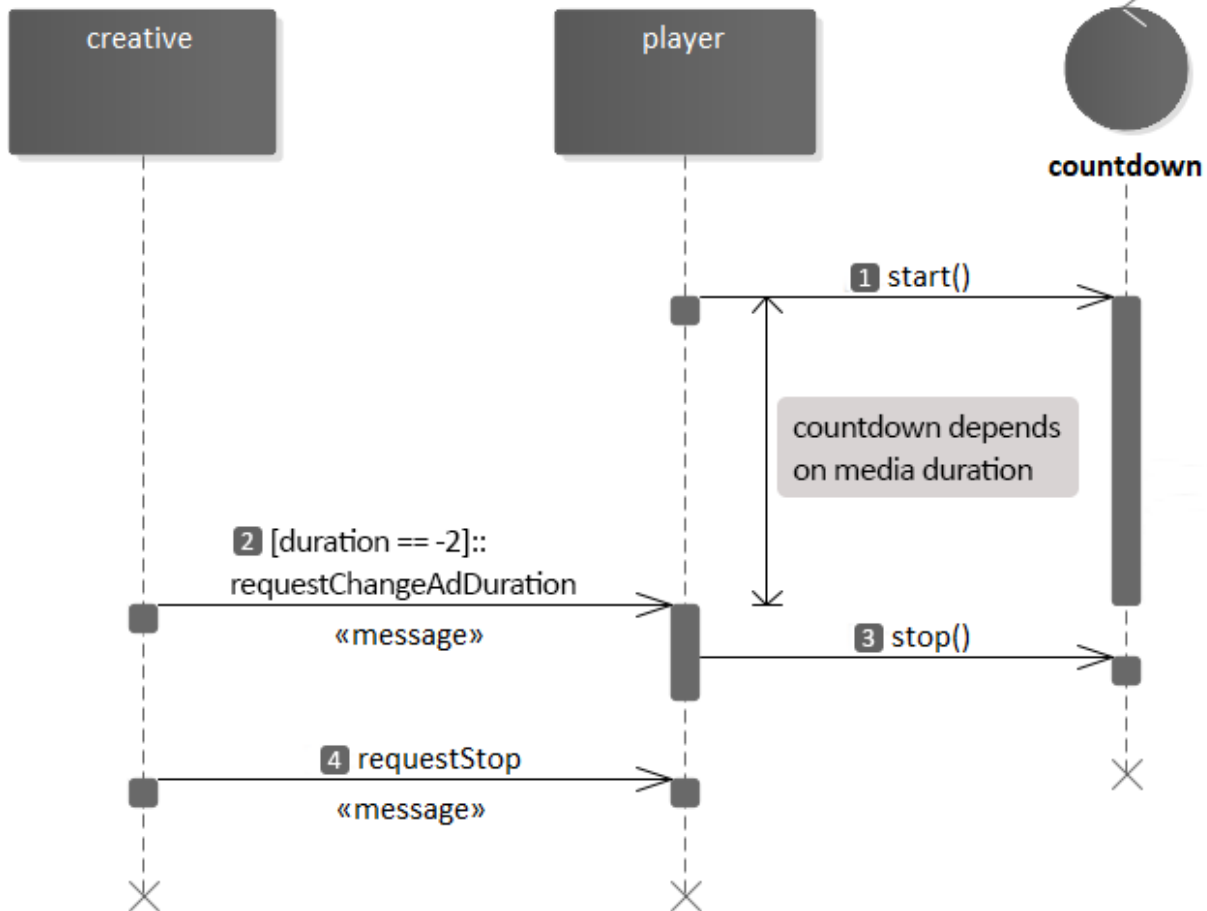 creative
player
countdown
1 start()
countdown depends
on media duration
2 [duration == -2]::
requestChangeAdDuration
«message»
3 stop()
4 requestStop
«message»